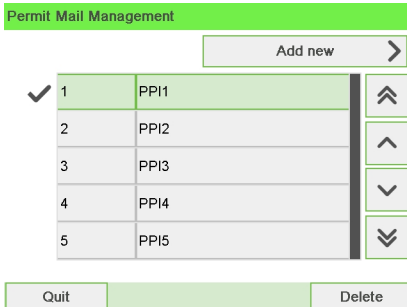 Permit Mail Management
Add new
1 PPI1
2 PPI2
3 PPI3
4 PPI4
5 PPI5
Quit Delete